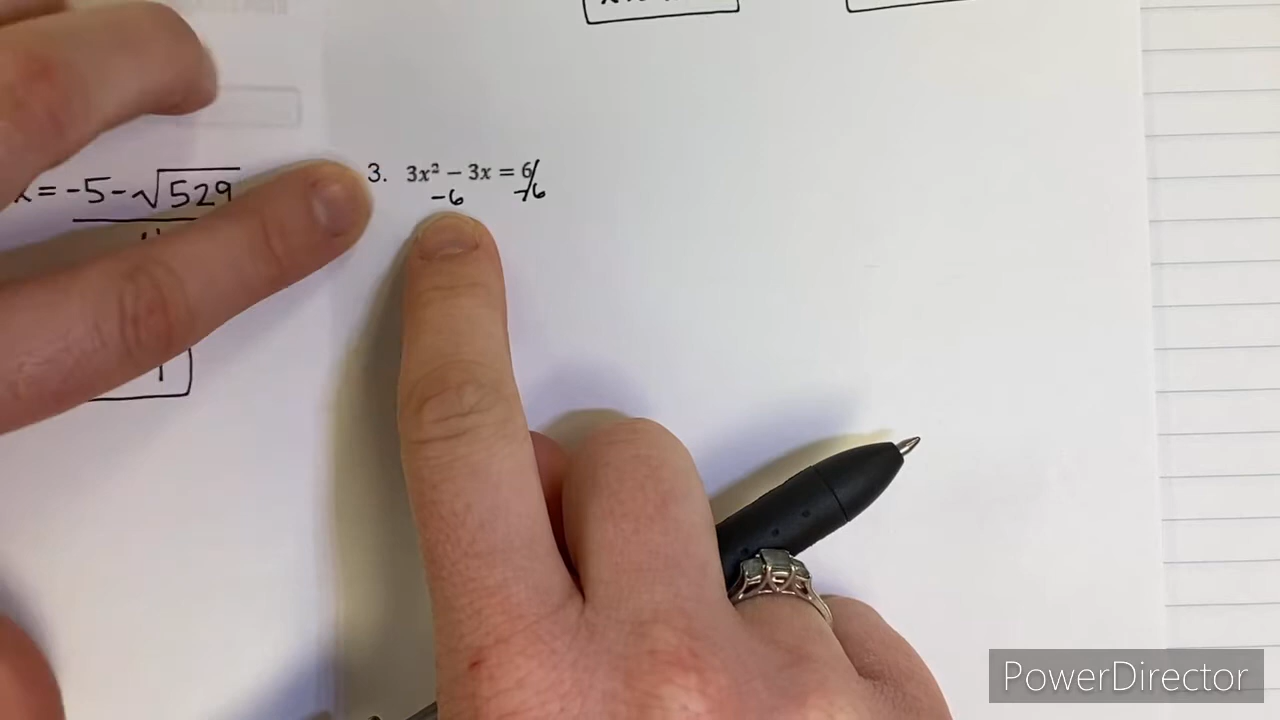 3. 3x² − 3x = 6
-6 -6
x = -5-√529
PowerDirector